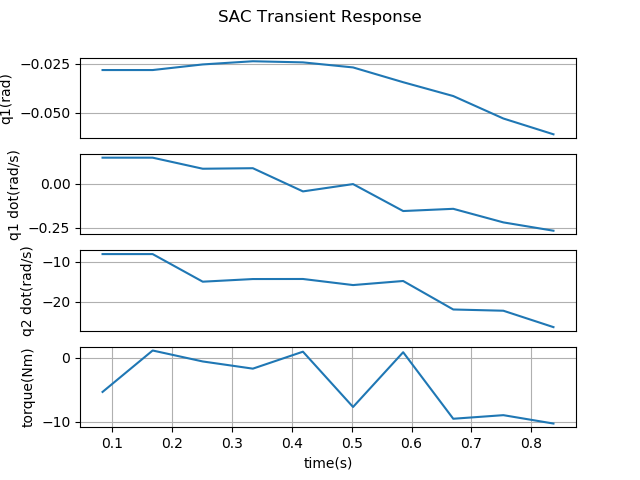 SAC Transient Response
q1(rad)
−0.025
−0.050
q1 dot(rad/s)
0.00
−0.25
q2 dot(rad/s)
−10
−20
torque(Nm)
0
−10
0.1 0.2 0.3 0.4 0.5 0.6 0.7 0.8
time(s)